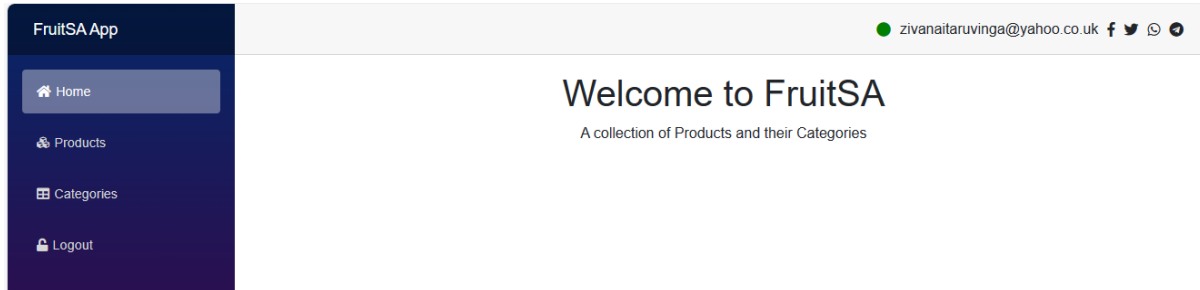 FruitSA App
zivanaitaruvinga@yahoo.co.uk
Home
Products
Categories
Logout
Welcome to FruitSA
A collection of Products and their Categories